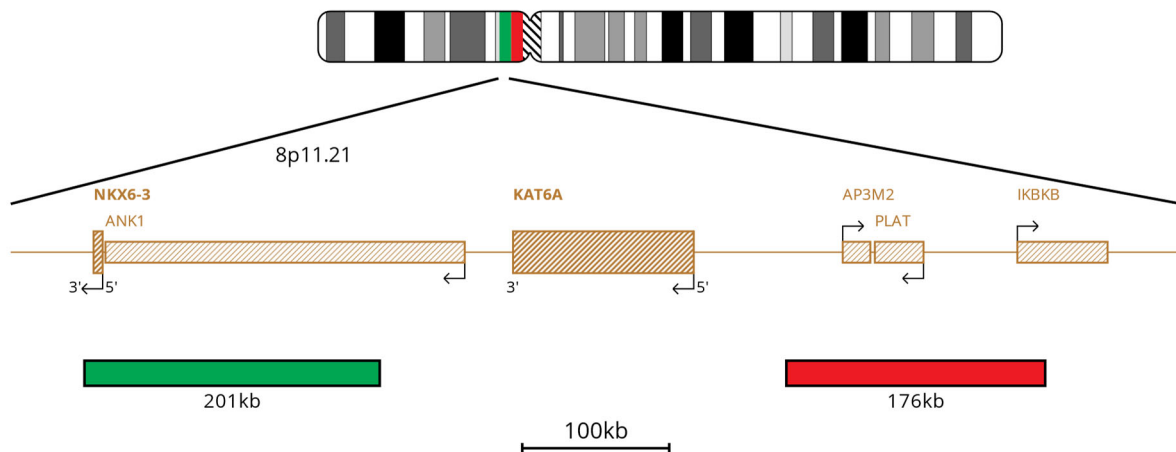 8p11.21
NKX6-3
KAT6A
AP3M2
IKBKB
ANK1
PLAT
3'
5'
3'
5'
201kb
176kb
100kb